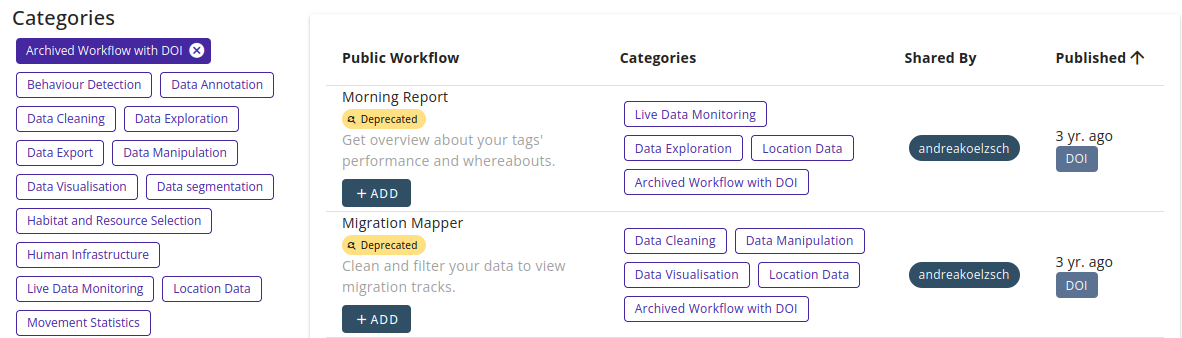 Categories
Archived Workflow with DOI
Behaviour Detection Data Annotation
Data Cleaning Data Exploration
Data Export Data Manipulation
Data Visualisation Data segmentation
Habitat and Resource Selection
Human Infrastructure
Live Data Monitoring Location Data
Movement Statistics
Public Workflow Categories Shared By Published
Morning Report
Deprecated
Get overview about your tags'
performance and whereabouts.
+ ADD
Live Data Monitoring
Data Exploration Location Data
Archived Workflow with DOI
andreakoelzsch
3 yr. ago
DOI
Migration Mapper
Deprecated
Clean and filter your data to view
migration tracks.
+ ADD
Data Cleaning Data Manipulation
Data Visualisation Location Data
Archived Workflow with DOI
andreakoelzsch
3 yr. ago
DOI